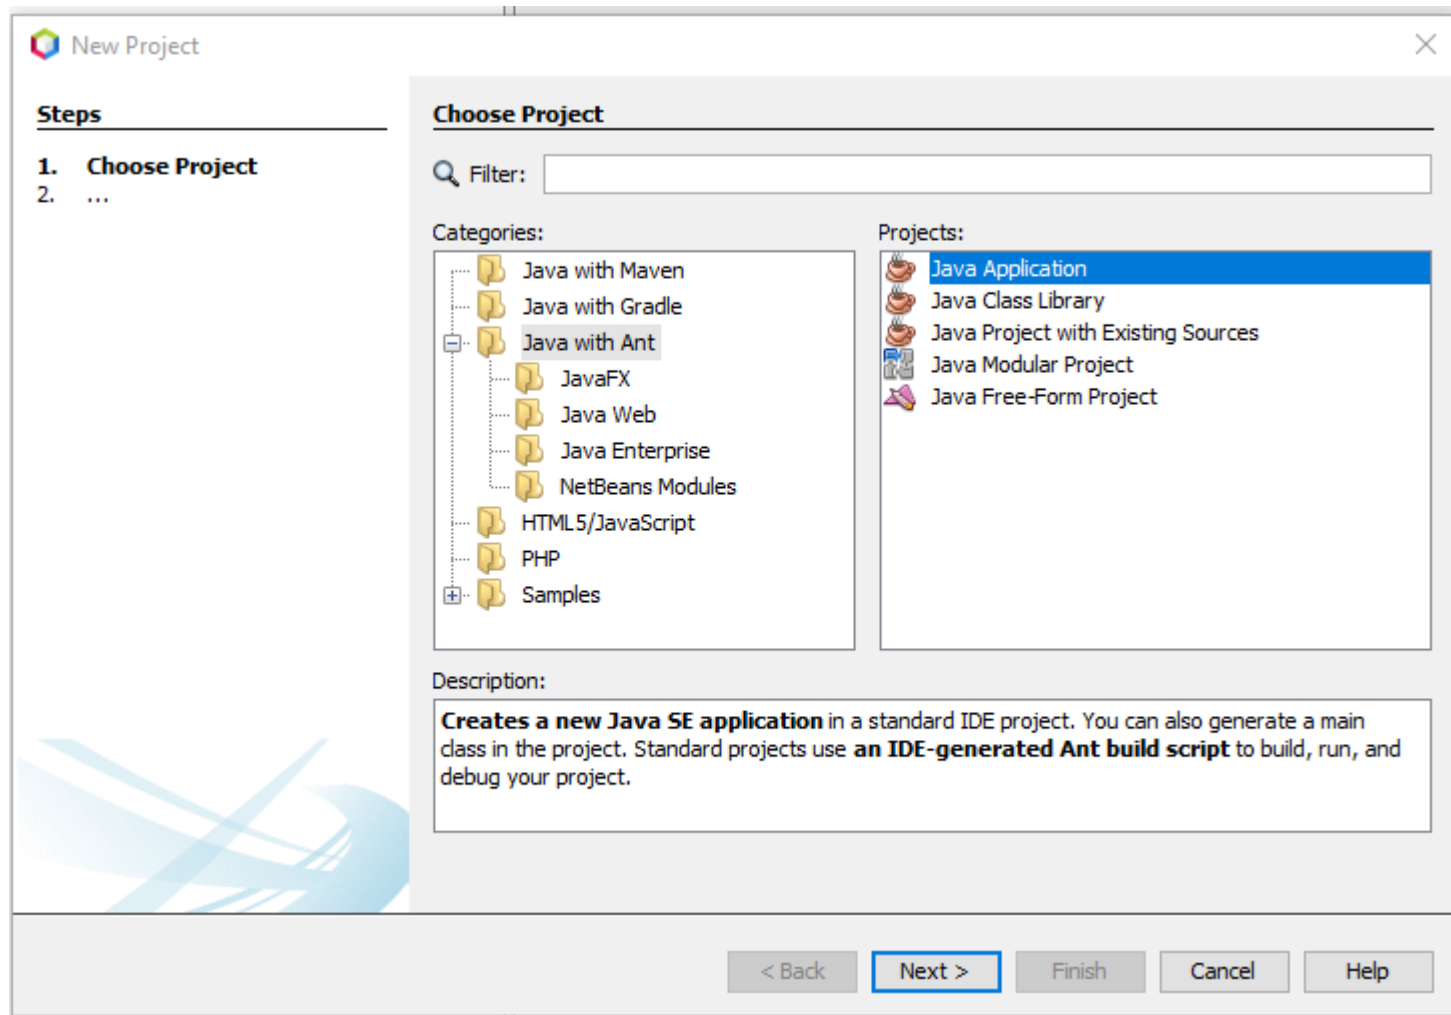 New Project
Steps
1. Choose Project
2. ...
Choose Project
Filter:
Categories:
Java with Maven
Java with Gradle
Java with Ant
JavaFX
Java Web
Java Enterprise
NetBeans Modules
HTML5/JavaScript
PHP
Samples
Projects:
Java Application
Java Class Library
Java Project with Existing Sources
Java Modular Project
Java Free-Form Project
Description:
Creates a new Java SE application in a standard IDE project. You can also generate a main
class in the project. Standard projects use an IDE-generated Ant build script to build, run, and
debug your project.
< Back
Next >
Finish
Cancel
Help